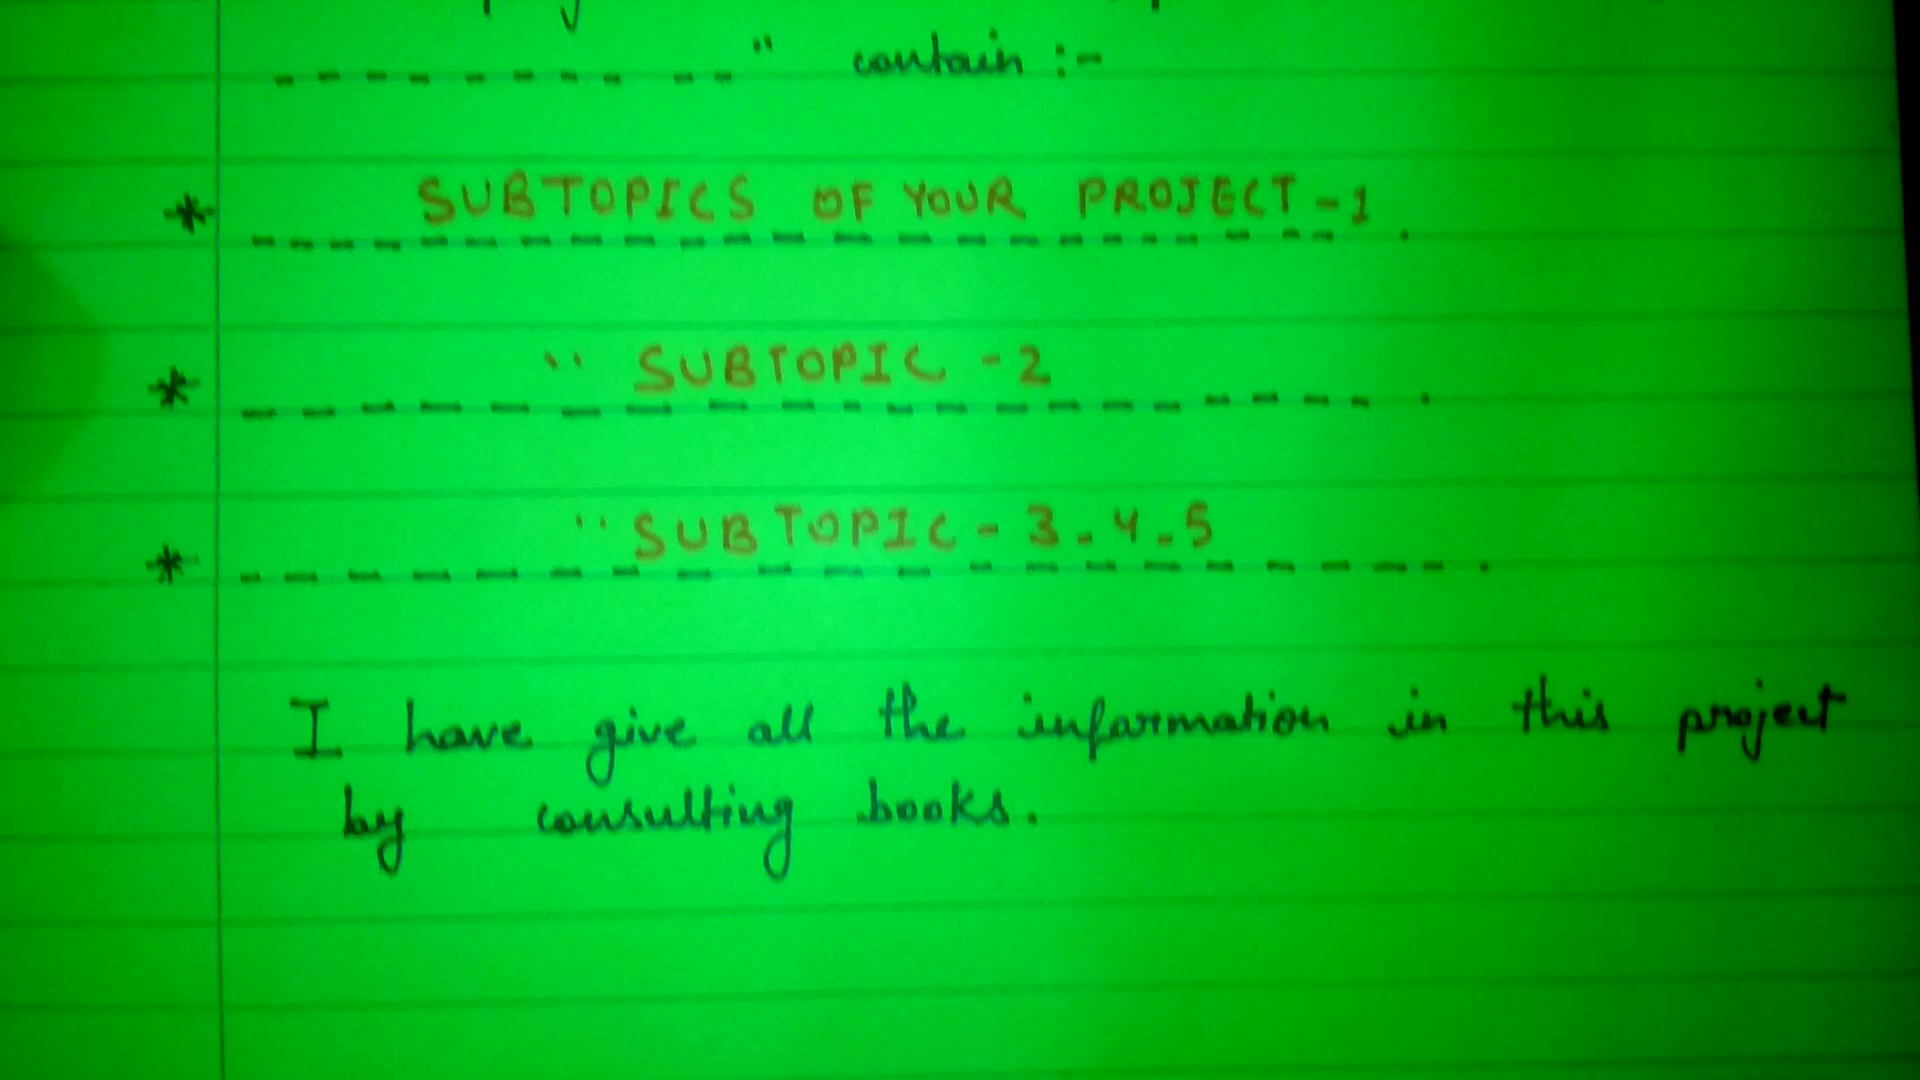 - - - - - - - - - - " contain :-
* SUBTOPICS OF YOUR PROJECT - 1
- - - - - - - - - - - - - - - - - - - - - - .
* " SUBTOPIC - 2
- - - - - - - - - - - - - - - - - - - .
* " SUBTOPIC - 3 - 4 - 5
- - - - - - - - - - - - - - - - - - - .
I have give all the information in this project
by consulting books.